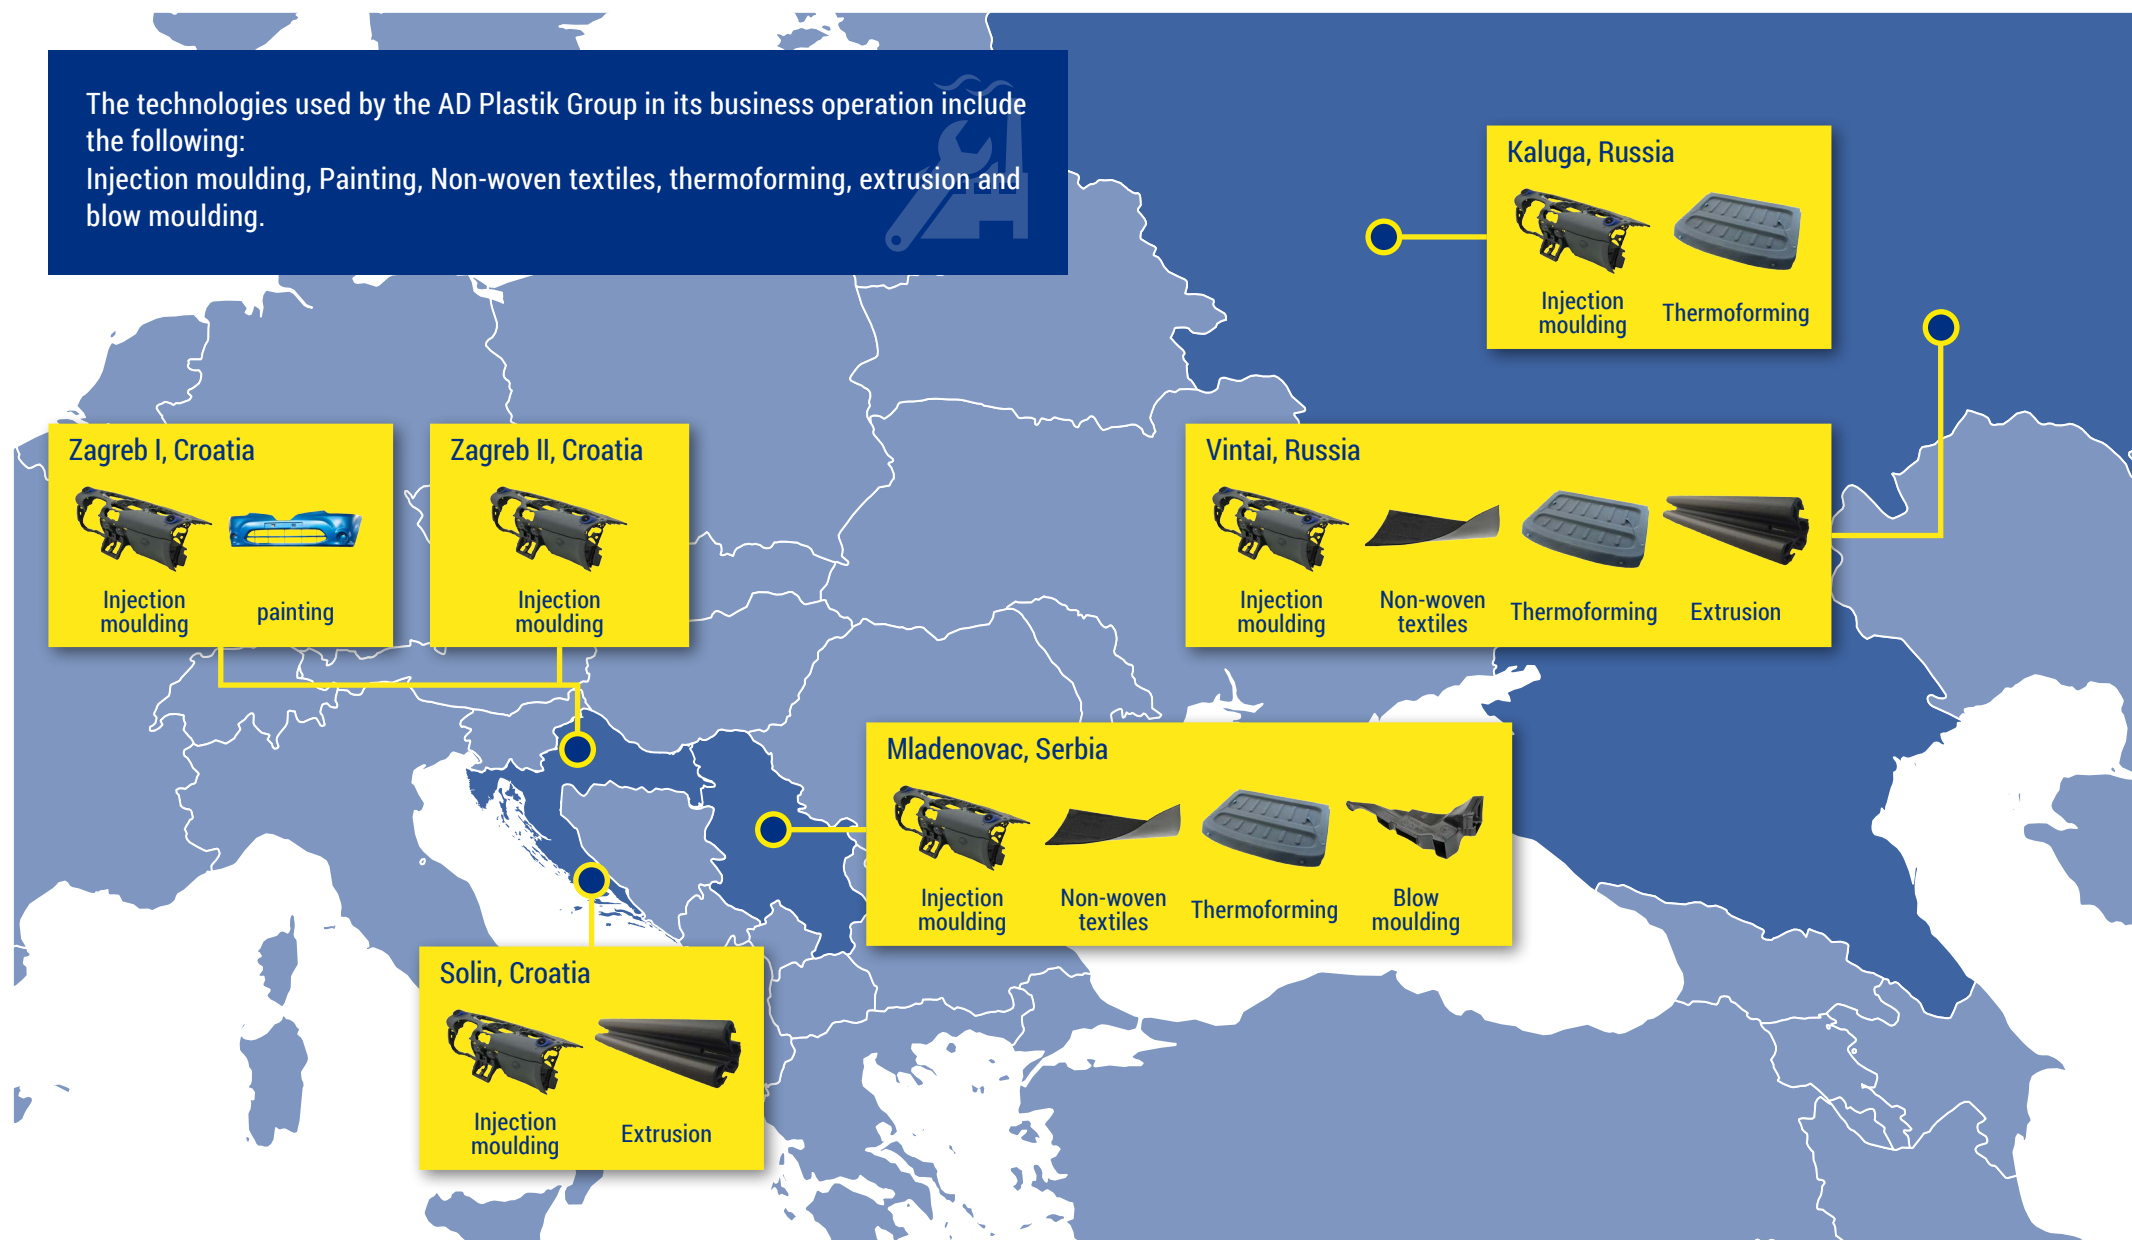 The technologies used by the AD Plastik Group in its business operation include
the following:
Injection moulding, Painting, Non-woven textiles, thermoforming, extrusion and
blow moulding.
Kaluga, Russia
Injection
moulding
Thermoforming
Zagreb I, Croatia
Injection
moulding
painting
Zagreb II, Croatia
Injection
moulding
Vintai, Russia
Injection
moulding
Non-woven
textiles
Thermoforming
Extrusion
Mladenovac, Serbia
Injection
moulding
Non-woven
textiles
Thermoforming
Blow
moulding
Solin, Croatia
Injection
moulding
Extrusion